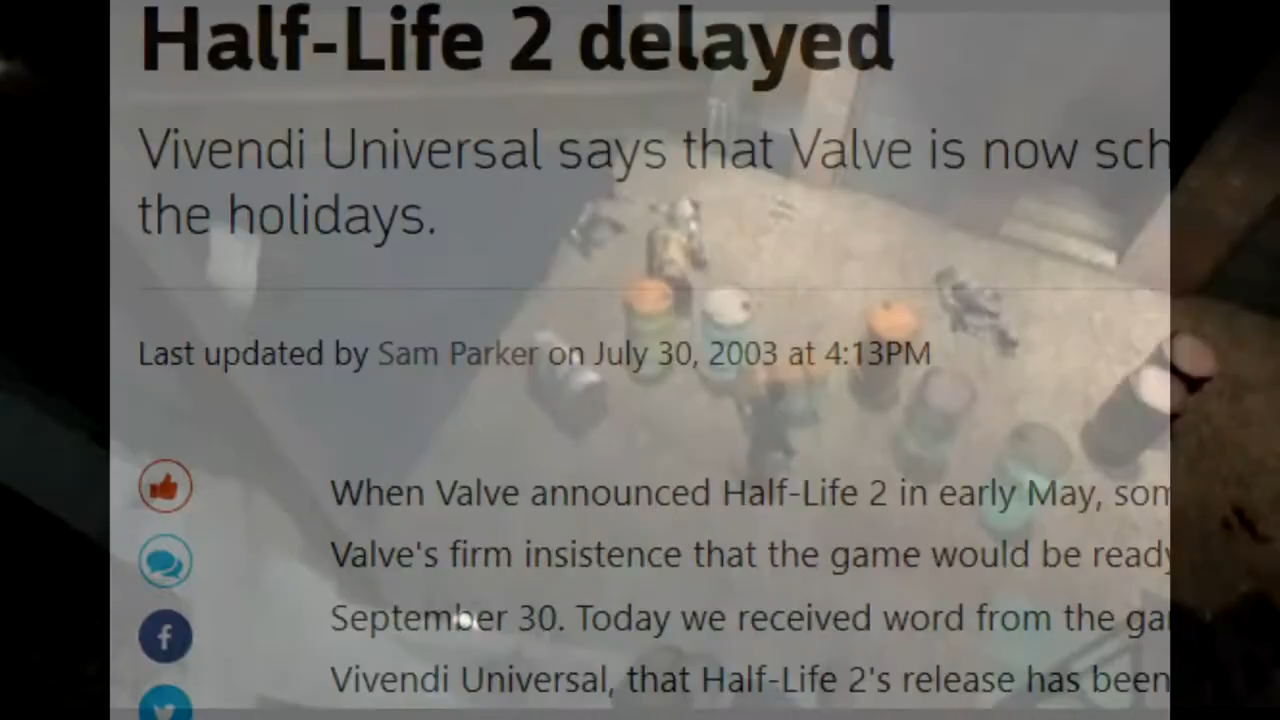 Half-Life 2 delayed
Vivendi Universal says that Valve is now sch
the holidays.
Last updated by Sam Parker on July 30, 2003 at 4:13PM
When Valve announced Half-Life 2 in early May, som
Valve's firm insistence that the game would be ready
September 30. Today we received word from the ga
Vivendi Universal, that Half-Life 2's release has been